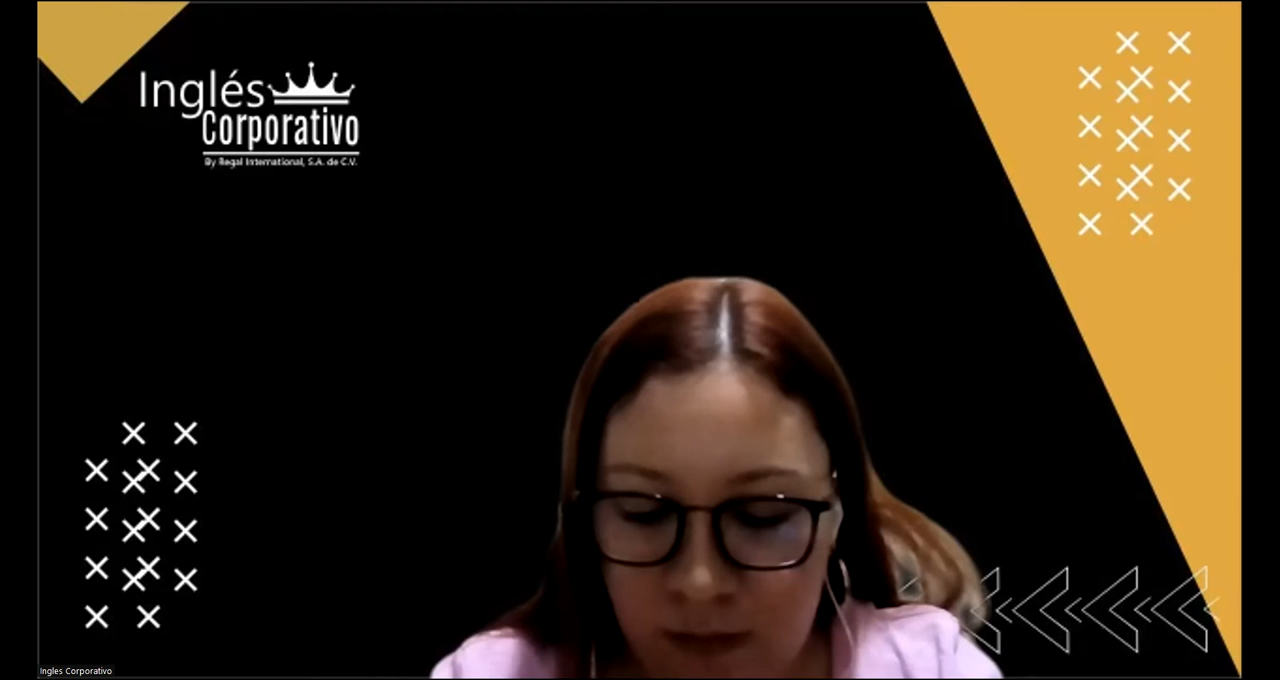 Inglés
Corporativo
By Regal International, S.A. de C.V.
Ingles Corporativo